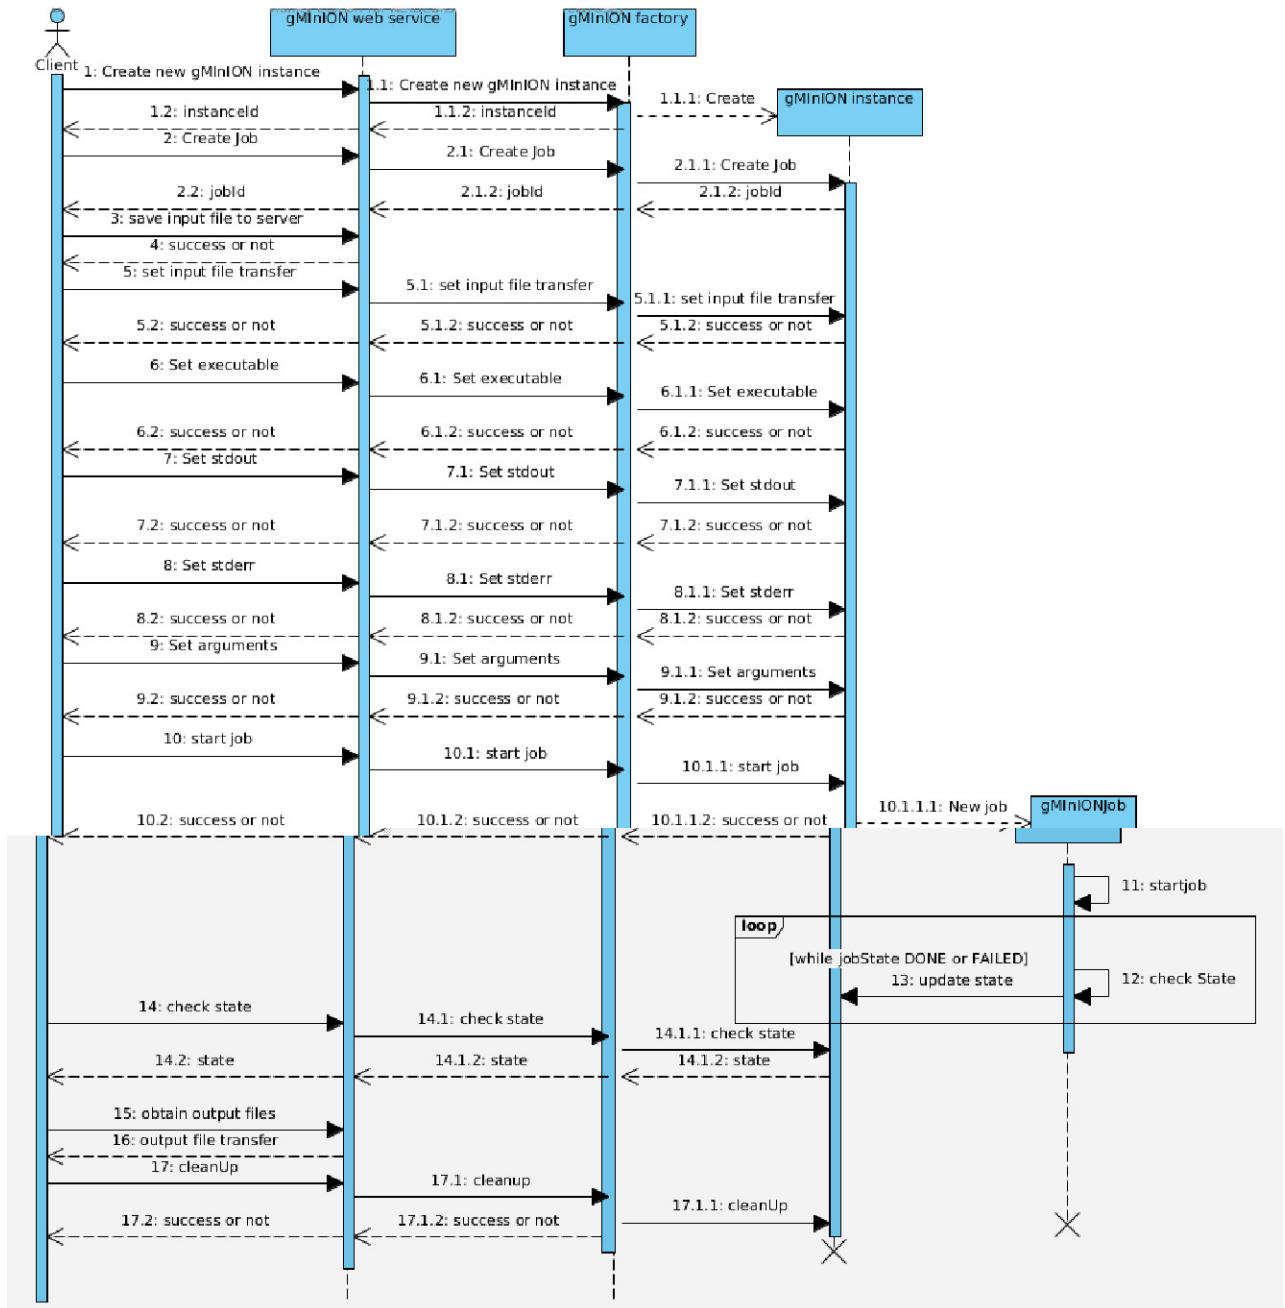 gMInION web service
gMInION factory
Client
1: Create new gMInION instance
1.1: Create new gMInION instance
1.1.1: Create
gMInION instance
1.2: instanceId
1.1.2: instanceId
2: Create Job
2.1: Create Job
2.1.1: Create Job
2.2: jobId
2.1.2: jobId
2.1.2: jobId
3: save input file to server
4: success or not
5: set input file transfer
5.1: set input file transfer
5.1.1: set input file transfer
5.2: success or not
5.1.2: success or not
5.1.2: success or not
6: Set executable
6.1: Set executable
6.1.1: Set executable
6.2: success or not
6.1.2: success or not
6.1.2: success or not
7: Set stdout
7.1: Set stdout
7.1.1: Set stdout
7.2: success or not
7.1.2: success or not
7.1.2: success or not
8: Set stderr
8.1: Set stderr
8.1.1: Set stderr
8.2: success or not
8.1.2: success or not
8.1.2: success or not
9: Set arguments
9.1: Set arguments
9.1.1: Set arguments
9.2: success or not
9.1.2: success or not
9.1.2: success or not
10: start job
10.1: start job
10.1.1: start job
10.1.1.1: New job
gMInIONJob
10.2: success or not
10.1.2: success or not
10.1.1.2: success or not
11: startjob
loop
[while jobState DONE or FAILED]
13: update state
12: check State
14: check state
14.1: check state
14.1.1: check state
14.2: state
14.1.2: state
14.1.2: state
15: obtain output files
16: output file transfer
17: cleanUp
17.1: cleanup
17.1.1: cleanUp
17.2: success or not
17.1.2: success or not